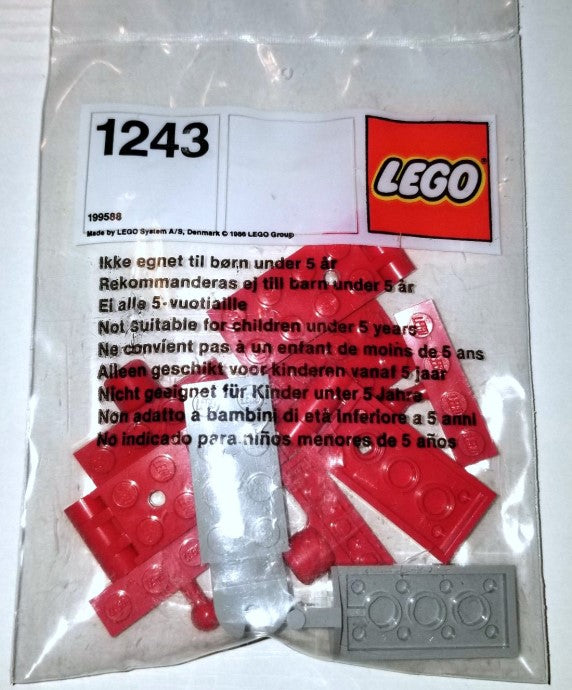 1243
LEGO
199588
Made by LEGO System A/S, Denmark © 1986 LEGO Group
Ikke egnet til børn under 5 år
Rekommanderas ej till barn under 5 år
Ei alle 5-vuotiaille
Not suitable for children under 5 years
Ne convient pas à un enfant de moins de 5 ans
Alleen geschikt voor kinderen vanaf 5 jaar
Nicht geeignet für Kinder unter 5 Jahre
Non adatto a bambini di età inferiore a 5 anni
No indicado para niños menores de 5 años